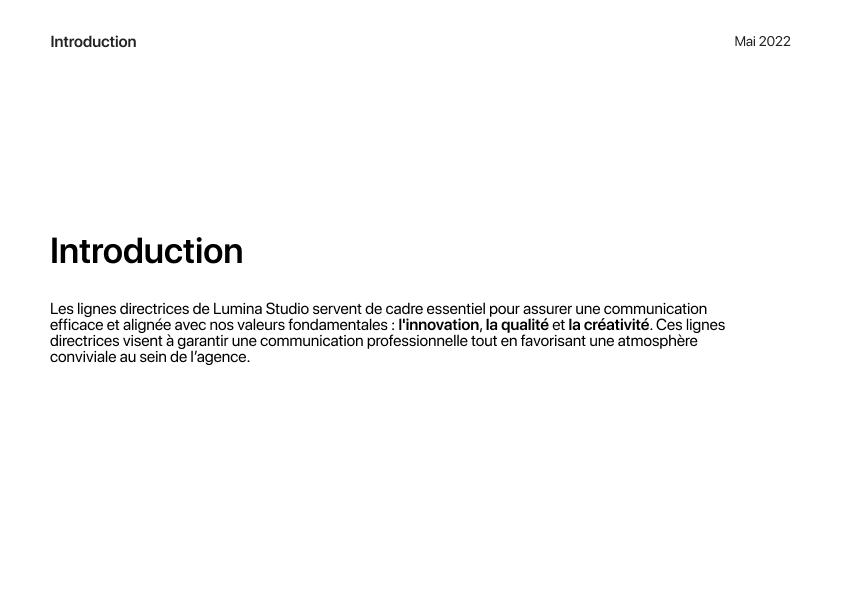 Introduction
Mai 2022
Introduction
Les lignes directrices de Lumina Studio servent de cadre essentiel pour assurer une communication
efficace et alignée avec nos valeurs fondamentales : l'innovation, la qualité et la créativité. Ces lignes
directrices visent à garantir une communication professionnelle tout en favorisant une atmosphère
conviviale au sein de l’agence.